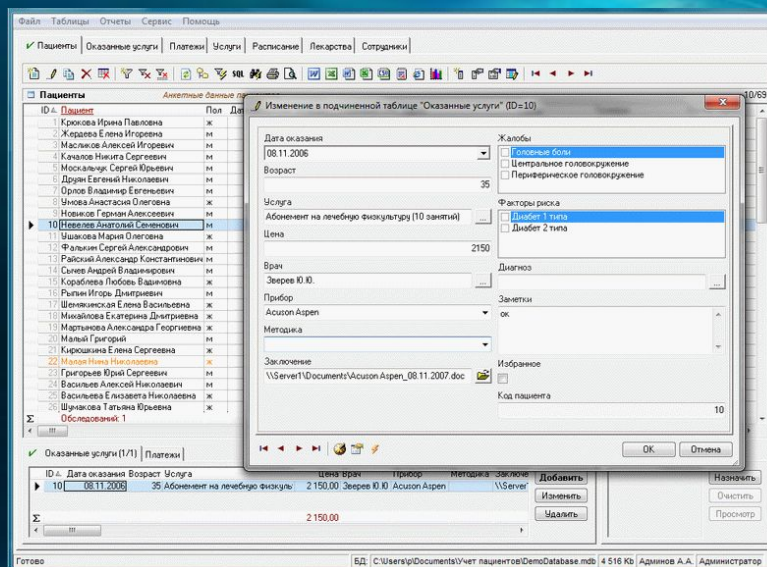 Файл Таблицы Отчеты Сервис Помощь
Пациенты Оказанные услуги Платежи Услуги Расписание Лекарства Сотрудники
SQL
Пациенты Анкетные данные
ID Пациент Пол
1 Крюкова Ирина Павловна ж
2 Жердева Елена Игоревна м
3 Масликов Алексей Игоревич м
4 Качалов Никита Сергеевич м
5 Москальчук Сергей Юрьевич м
6 Друян Евгений Николаевич м
7 Орлов Владимир Евгеньевич м
8 Умова Анастасия Олеговна ж
9 Новиков Герман Алексеевич м
10 Невелев Анатолий Семенович м
11 Ушакова Мария Олеговна ж
12 Фалькин Сергей Александрович м
13 Райский Александр Константинович м
14 Сычев Андрей Владимирович м
15 Кораблева Любовь Вадимовна ж
16 Рыпин Игорь Дмитриевич м
17 Шемякинская Елена Васильевна ж
18 Михайлова Екатерина Дмитриевна ж
19 Мартынова Александра Георгиевна ж
20 Малый Григорий м
21 Кирюшкина Елена Сергеевна ж
22 Малая Нина Николаевна ж
23 Григорьев Юрий Сергеевич м
24 Васильев Алексей Николаевич м
25 Васильева Елизавета Николаевна ж
26 Шумакова Татьяна Юрьевна ж
Σ Обследований: 1
10/69
Изменение в подчиненной таблице "Оказанные услуги" (ID=10)
Дата оказания
08.11.2006
Возраст
35
Услуга
Абонемент на лечебную физкультуру (10 занятий) ...
Цена
2150
Врач
Зверев Ю.Ю. ...
Прибор
Acuson Aspen
Методика
Заключение
\\Server1\Documents\Acuson Aspen_08.11.2007.doc
Жалобы
Головные боли
Центральное головокружение
Периферическое головокружение
Факторы риска
Диабет 1 типа
Диабет 2 типа
Диагноз
...
Заметки
ок
Избранное
Код пациента
10
OK Отмена
Оказанные услуги (1/1) Платежи
ID Дата оказания Возраст Услуга Цена Врач Прибор Методика Заключе
10 08.11.2006 35 Абонемент на лечебную физкуль 2 150,00 Зверев Ю.Ю Acuson Aspen \\Server
Σ 2 150,00
Добавить
Изменить
Удалить
Назначить
Очистить
Просмотр
Готово БД: C:\Users\p\Documents\Учет пациентов\DemoDatabase.mdb 4 516 Kb Админов А.А. Администратор